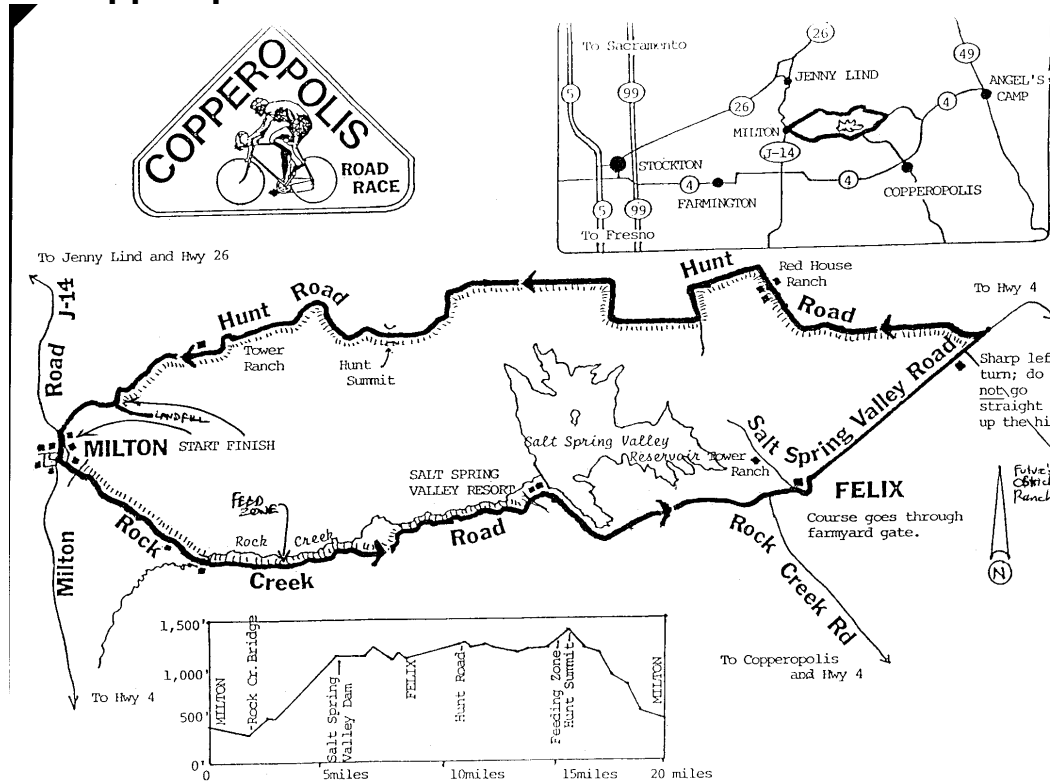 COPPEROPOLIS
ROAD
RACE
To Sacramento
26
49
JENNY LIND
ANGEL'S
CAMP
5
99
26
4
MILTON
J-14
STOCKTON
4
4
COPPEROPOLIS
FARMINGTON
5
99
To Fresno
To Jenny Lind and Hwy 26
J-14
Road
Hunt Road
Hunt
Road
Red House
Ranch
To Hwy 4
Tower
Ranch
Hunt
Summit
Sharp left
turn; do
not go
straight
up the hi
LANDFILL
MILTON
START FINISH
Salt Spring Valley Road
Salt Spring Valley
Reservoir
Tower
Ranch
SALT SPRING
VALLEY RESORT
FEED
ZONE
FELIX
Course goes through
farmyard gate.
Ranch
N
Rock
Creek
Road
Rock Creek
Milton
Rock Creek Rd
To Copperopolis
and Hwy 4
To Hwy 4
1,500'
1,000'
500'
0'
MILTON
Rock Cr. Bridge
Salt Spring
Valley Dam
FELIX
Hunt Road
Feeding Zone
Hunt Summit
MILTON
0
5miles
10miles
15miles
20 miles